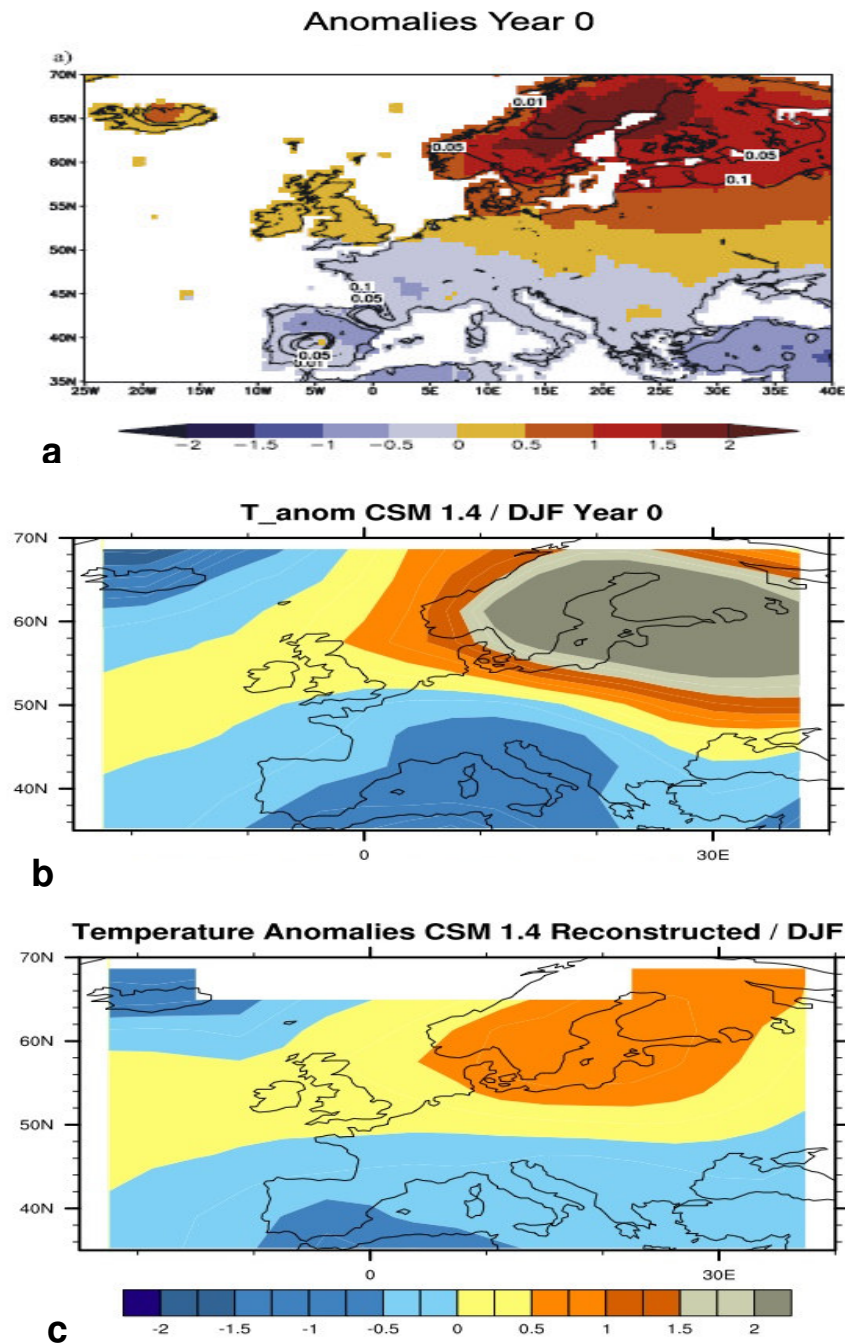 Anomalies Year 0
a)
70N
65N
60N
55N
50N
45N
40N
35N
0.01
0.05
0.05
0.1
0.1
0.05
0.05
0.01
25W 20W 15W 10W 5W 0 5E 10E 15E 20E 25E 30E 35E 40E
-2 -1.5 -1 -0.5 0 0.5 1 1.5 2
a
T_anom CSM 1.4 / DJF Year 0
70N
60N
50N
40N
0 30E
b
Temperature Anomalies CSM 1.4 Reconstructed / DJF
70N
60N
50N
40N
0 30E
-2 -1.5 -1 -0.5 0 0.5 1 1.5 2
c